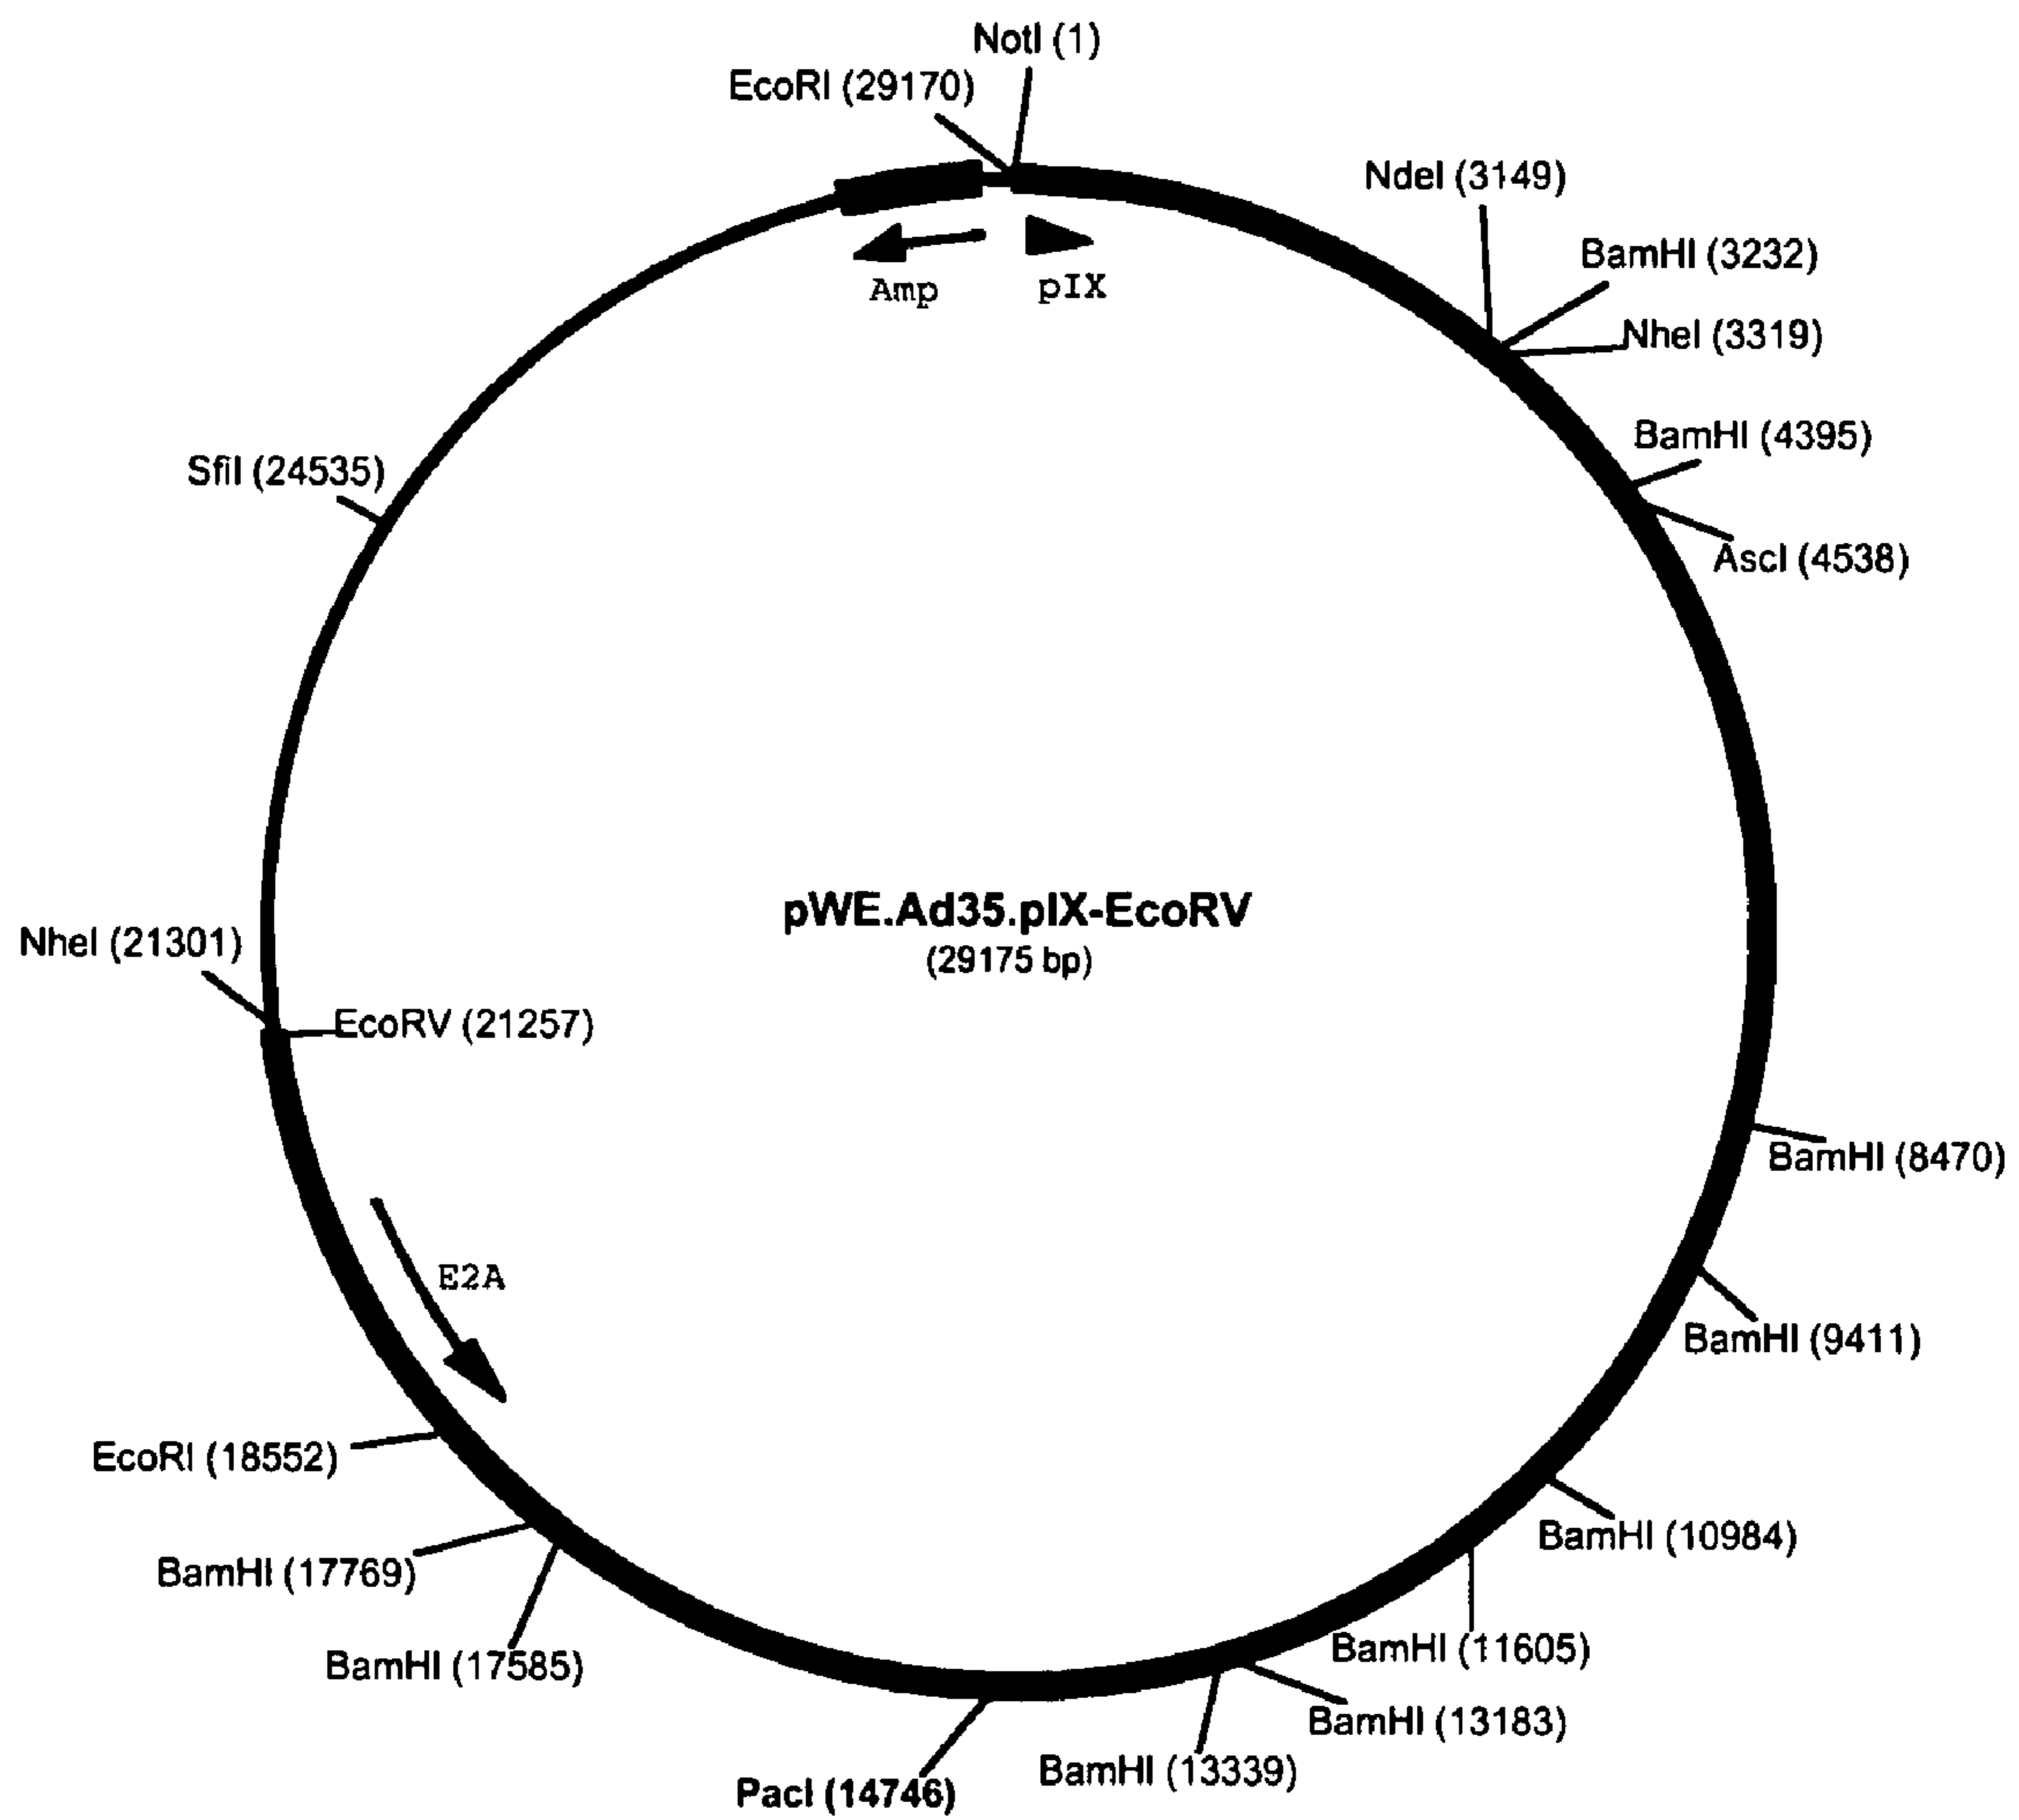 NotI (1)
EcoRI (29170)
NdeI (3149)
BamHI (3232)
NheI (3319)
Amp
pIX
BamHI (4395)
SfiI (24535)
AscI (4538)
pWE.Ad35.pIX-EcoRV
(29175 bp)
NheI (21301)
EcoRV (21257)
BamHI (8470)
E2A
BamHI (9411)
EcoRI (18552)
BamHI (10984)
BamHI (17769)
BamHI (11605)
BamHI (17585)
BamHI (13183)
BamHI (13339)
PacI (14746)